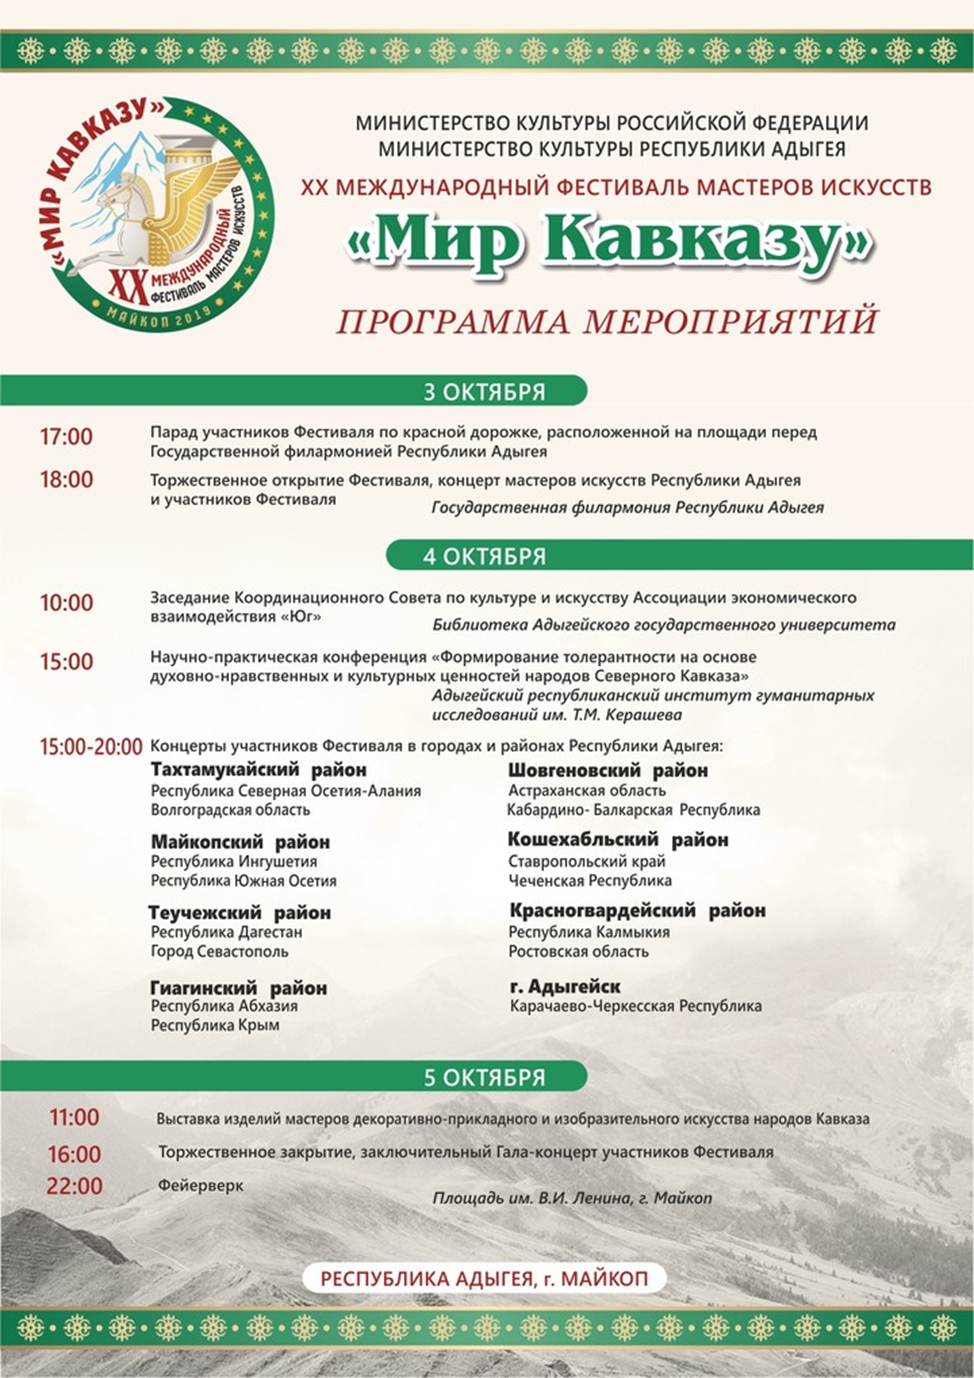 «МИР КАВКАЗУ»
XX МЕЖДУНАРОДНЫЙ
ФЕСТИВАЛЬ МАСТЕРОВ ИСКУССТВ
МАЙКОП 2019
МИНИСТЕРСТВО КУЛЬТУРЫ РОССИЙСКОЙ ФЕДЕРАЦИИ
МИНИСТЕРСТВО КУЛЬТУРЫ РЕСПУБЛИКИ АДЫГЕЯ
XX МЕЖДУНАРОДНЫЙ ФЕСТИВАЛЬ МАСТЕРОВ ИСКУССТВ
«Мир Кавказу»
ПРОГРАММА МЕРОПРИЯТИЙ
3 ОКТЯБРЯ
17:00 Парад участников Фестиваля по красной дорожке, расположенной на площади перед
Государственной филармонией Республики Адыгея
18:00 Торжественное открытие Фестиваля, концерт мастеров искусств Республики Адыгея
и участников Фестиваля
Государственная филармония Республики Адыгея
4 ОКТЯБРЯ
10:00 Заседание Координационного Совета по культуре и искусству Ассоциации экономического
взаимодействия «Юг»
Библиотека Адыгейского государственного университета
15:00 Научно-практическая конференция «Формирование толерантности на основе
духовно-нравственных и культурных ценностей народов Северного Кавказа»
Адыгейский республиканский институт гуманитарных
исследований им. Т.М. Керашева
15:00-20:00 Концерты участников Фестиваля в городах и районах Республики Адыгея:
Тахтамукайский район
Республика Северная Осетия-Алания
Волгоградская область
Шовгеновский район
Астраханская область
Кабардино- Балкарская Республика
Майкопский район
Республика Ингушетия
Республика Южная Осетия
Кошехабльский район
Ставропольский край
Чеченская Республика
Теучежский район
Республика Дагестан
Город Севастополь
Красногвардейский район
Республика Калмыкия
Ростовская область
Гиагинский район
Республика Абхазия
Республика Крым
г. Адыгейск
Карачаево-Черкесская Республика
5 ОКТЯБРЯ
11:00 Выставка изделий мастеров декоративно-прикладного и изобразительного искусства народов Кавказа
16:00 Торжественное закрытие, заключительный Гала-концерт участников Фестиваля
22:00 Фейерверк
Площадь им. В.И. Ленина, г. Майкоп
РЕСПУБЛИКА АДЫГЕЯ, г. МАЙКОП